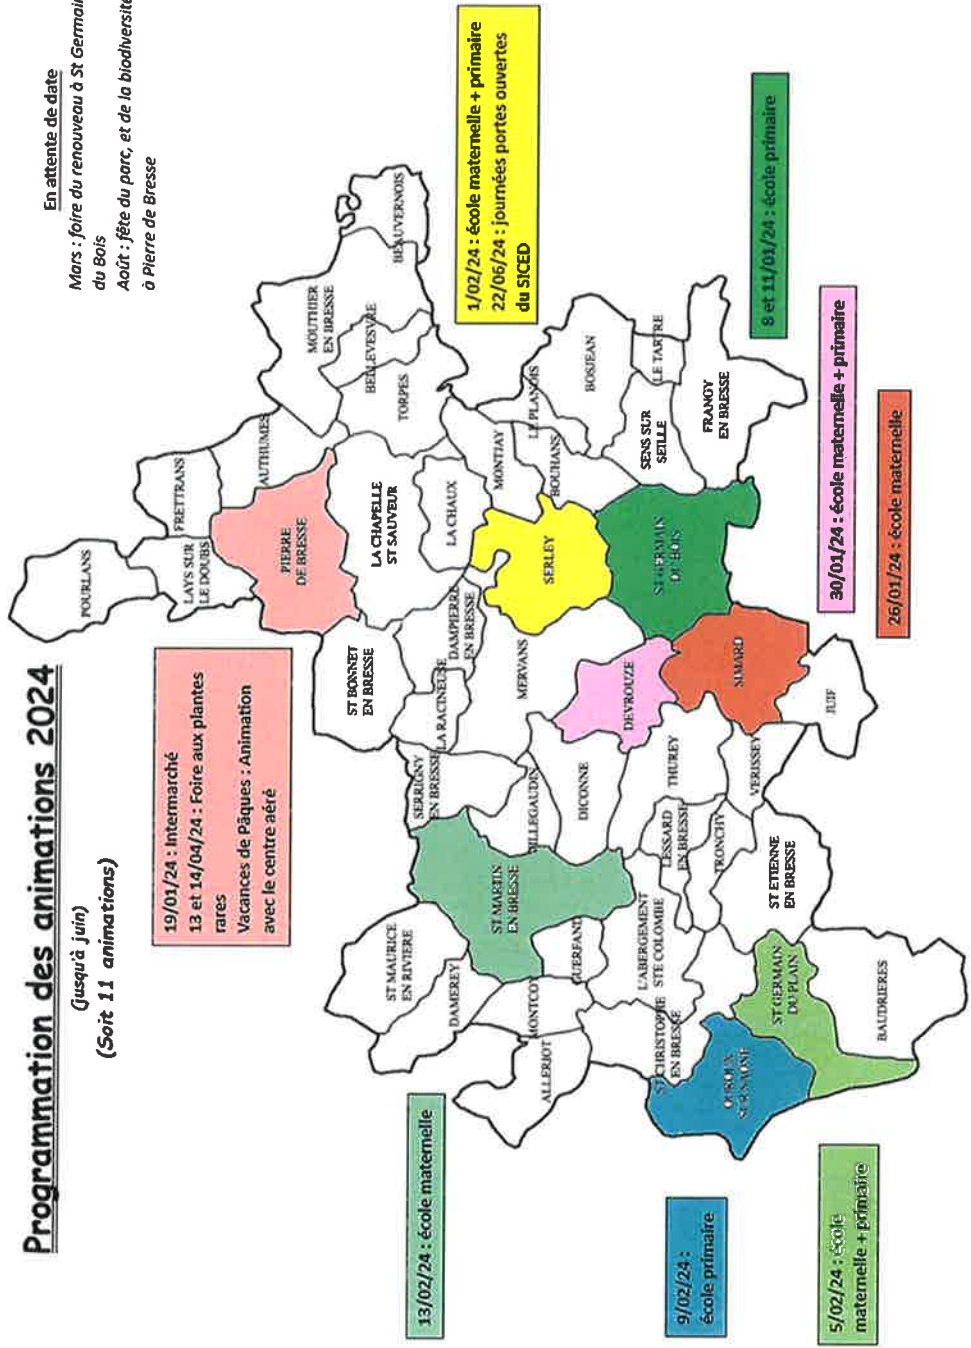 Programmation des animations 2024
(jusqu'à juin)
(Soit 11 animations)
En attente de date
Mars : foire du renouveau à St Germain
du Bois
Août : fête du parc, et de la biodiversité
à Pierre de Bresse
19/01/24 : Intermarché
13 et 14/04/24 : Foire aux plantes
rares
Vacances de Pâques : Animation
avec le centre aéré
1/02/24 : école maternelle + primaire
22/06/24 : journées portes ouvertes
du SICED
13/02/24 : école maternelle
9/02/24 :
école primaire
5/02/24 : école
maternelle + primaire
30/01/24 : école maternelle + primaire
26/01/24 : école maternelle
8 et 11/01/24 : école primaire
POURLANS
LAYS SUR
LE DOUBS
FRETTRANS
AUTHUMES
PIERRE
DE BRESSE
MOUTHIER
EN BRESSE
BEAUVERNOIS
BELLEVESVRE
TORPES
ST BONNET
EN BRESSE
LA CHAPELLE
ST SAUVEUR
LA CHAUX
DAMPIERRE
EN BRESSE
LA RACINEUSE
SERRIGNY
EN BRESSE
MERVANS
SERLEY
MONTJAY
BOUHANS
LE PLANOIS
BOSJEAN
LE TARTRE
SENS SUR
SEILLE
FRANGY
EN BRESSE
ST GERMAIN
DU BOIS
DEVROUZE
SIMARD
JUIF
VERISSEY
THUREY
DICONNE
VILLEGAUDIN
ST MARTIN
EN BRESSE
ST MAURICE
EN RIVIERE
DAMEREY
MONTCOY
GUERFAND
ALLERIOT
L'ABERGEMENT
STE COLOMBE
LESSARD
EN BRESSE
TRONCHY
ST ETIENNE
EN BRESSE
ST CHRISTOPHE
EN BRESSE
OUROUX
SUR SAONE
ST GERMAIN
DU PLAIN
BAUDRIERES